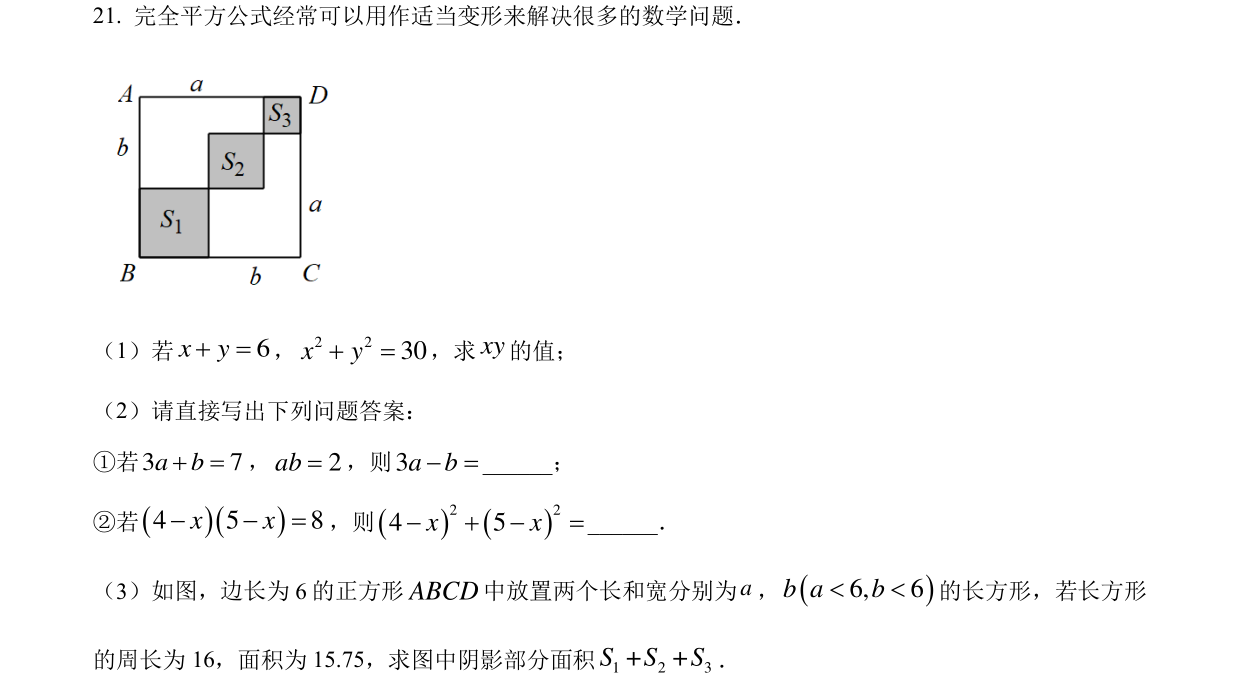 21. 完全平方公式经常可以用作适当变形来解决很多的数学问题．
A a D
S₃
b
S₂
a
S₁
B b C
（1）若 x + y = 6， x² + y² = 30，求 xy 的值；
（2）请直接写出下列问题答案：
①若 3a + b = 7， ab = 2，则 3a − b = ______；
②若 (4 − x)(5 − x) = 8，则 (4 − x)² + (5 − x)² = ______．
（3）如图，边长为 6 的正方形 ABCD 中放置两个长和宽分别为 a， b(a < 6, b < 6) 的长方形，若长方形
的周长为 16，面积为 15.75，求图中阴影部分面积 S₁ + S₂ + S₃．